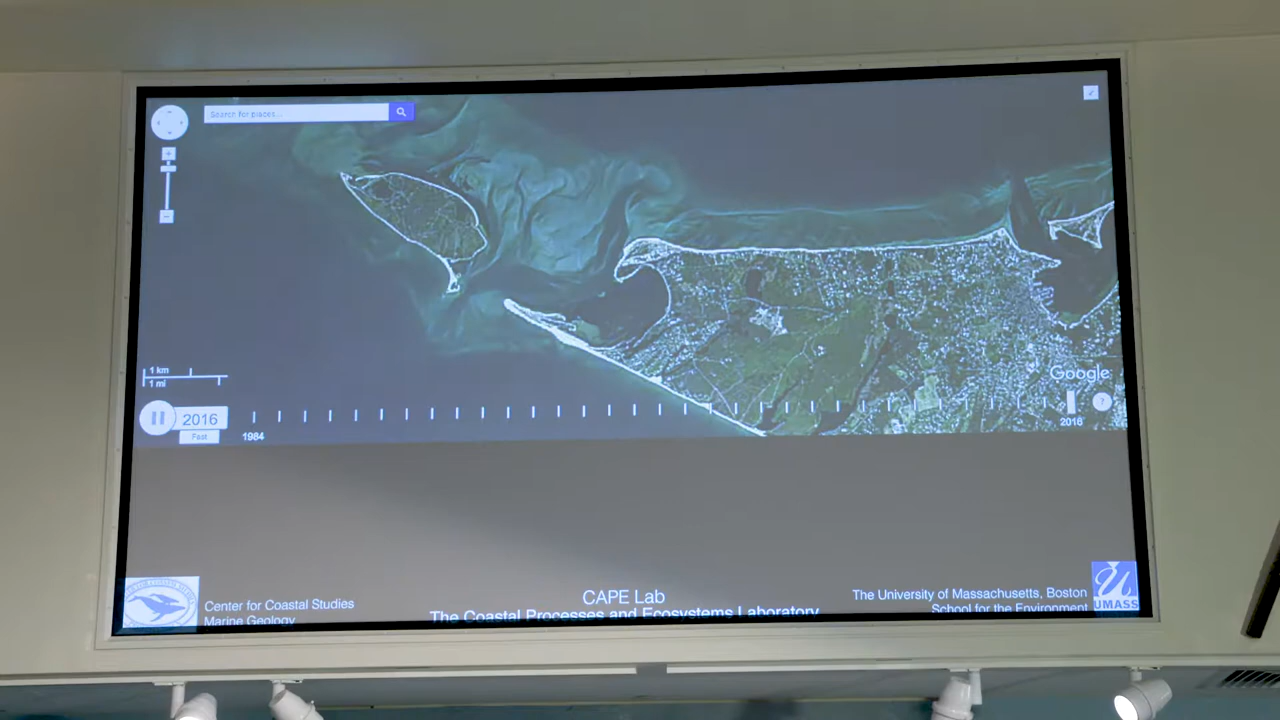 Search for places...
+
-
1 km
1 mi
Google
2016
Fast
1984
?
2016
Center for Coastal Studies
Marine Geology
CAPE Lab
The Coastal Processes and Ecosystems Laboratory
The University of Massachusetts, Boston
School for the Environment
UMASS